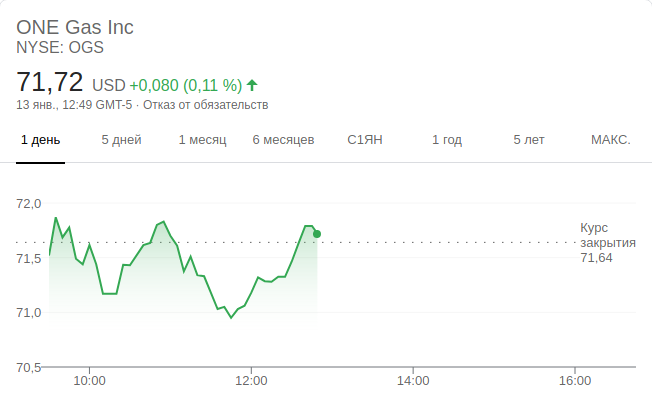 ONE Gas Inc
NYSE: OGS
71,72 USD +0,080 (0,11 %)
13 янв., 12:49 GMT-5 · Отказ от обязательств
1 день 5 дней 1 месяц 6 месяцев С1ЯН 1 год 5 лет МАКС.
72,0
71,5
71,0
70,5
Курс
закрытия
71,64
10:00 12:00 14:00 16:00